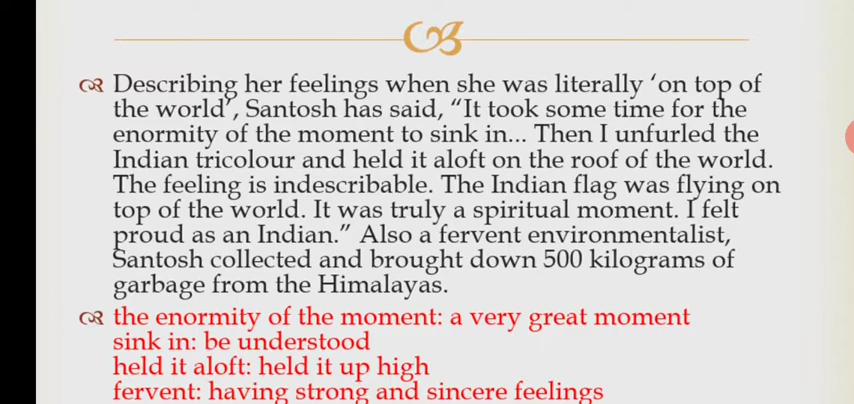 Describing her feelings when she was literally ‘on top of
the world’, Santosh has said, “It took some time for the
enormity of the moment to sink in... Then I unfurled the
Indian tricolour and held it aloft on the roof of the world.
The feeling is indescribable. The Indian flag was flying on
top of the world. It was truly a spiritual moment. I felt
proud as an Indian.” Also a fervent environmentalist,
Santosh collected and brought down 500 kilograms of
garbage from the Himalayas.
the enormity of the moment: a very great moment
sink in: be understood
held it aloft: held it up high
fervent: having strong and sincere feelings